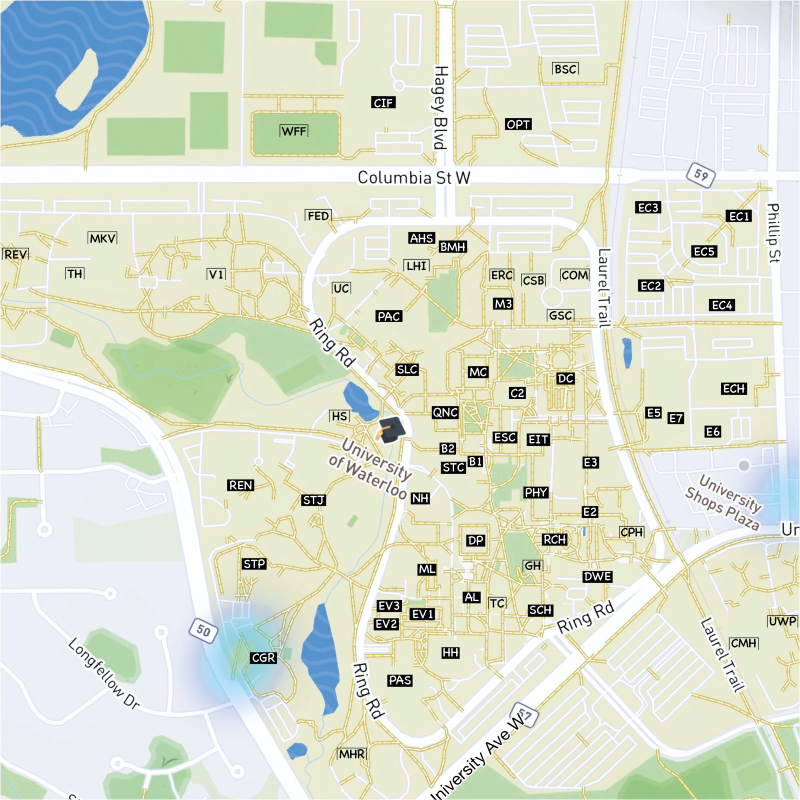 BSC
CIF
OPT
WFF
Hagey Blvd
Columbia St W
59
FED
EC3
EC1
Phillip St
MKV
AHS
BMH
REV
EC5
TH
V1
LHI
ERC
CSB
COM
Laurel Trail
UC
EC2
M3
EC4
PAC
GSC
Ring Rd
SLC
MC
DC
C2
ECH
HS
QNC
E5
E7
E6
ESC
EIT
B2
B1
STC
E3
University
of Waterloo
REN
STJ
NH
PHY
University
Shops Plaza
E2
CPH
DP
RCH
Un
STP
ML
GH
DWE
AL
TC
EV3
EV1
EV2
SCH
Ring Rd
UWP
50
CGR
HH
CMH
Laurel Trail
Longfellow Dr
PAS
Ring Rd
57
MHR
University Ave W